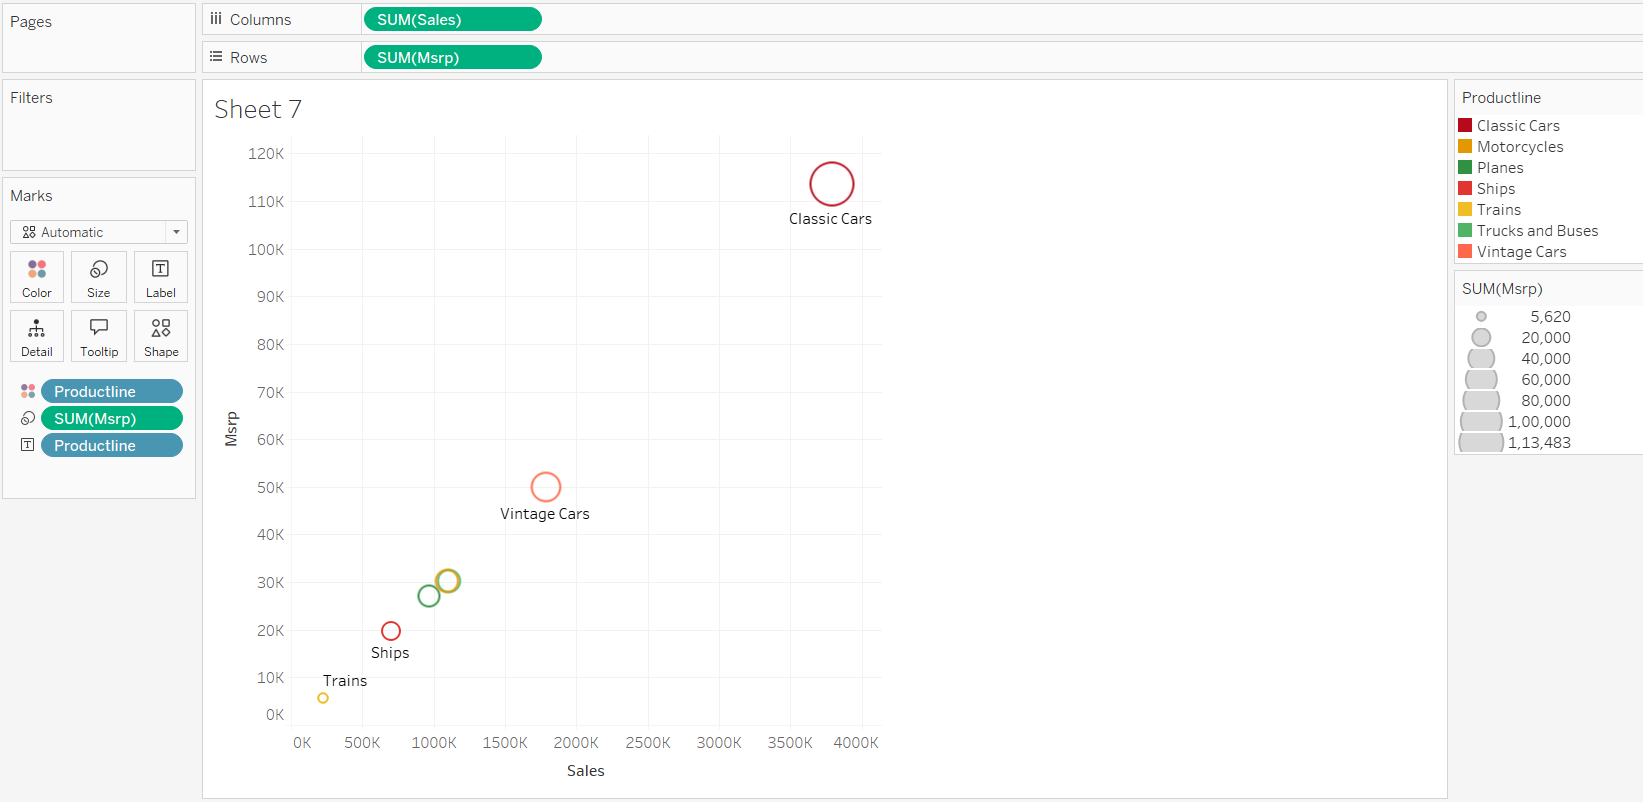 Pages
Columns
SUM(Sales)
Rows
SUM(Msrp)
Filters
Marks
Automatic
Color
Size
Label
Detail
Tooltip
Shape
Productline
SUM(Msrp)
Productline
Sheet 7
120K
110K
100K
90K
80K
70K
60K
50K
40K
30K
20K
10K
0K
Msrp
Classic Cars
Vintage Cars
Ships
Trains
0K
500K
1000K
1500K
2000K
2500K
3000K
3500K
4000K
Sales
Productline
Classic Cars
Motorcycles
Planes
Ships
Trains
Trucks and Buses
Vintage Cars
SUM(Msrp)
5,620
20,000
40,000
60,000
80,000
1,00,000
1,13,483